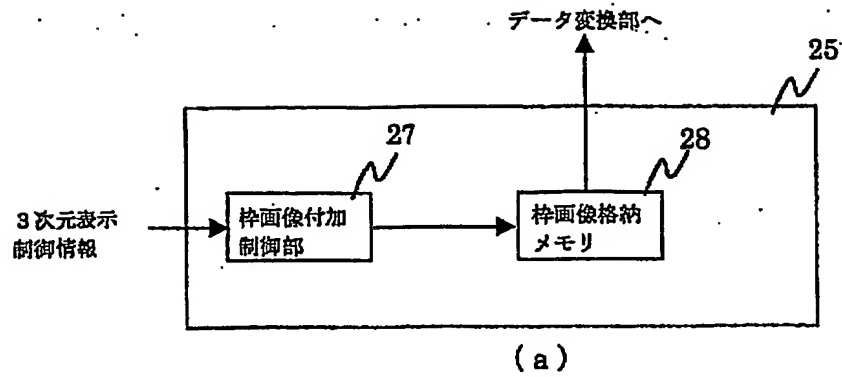 データ変換部へ
25
27
28
3次元表示
制御情報
枠画像付加
制御部
枠画像格納
メモリ
(a)